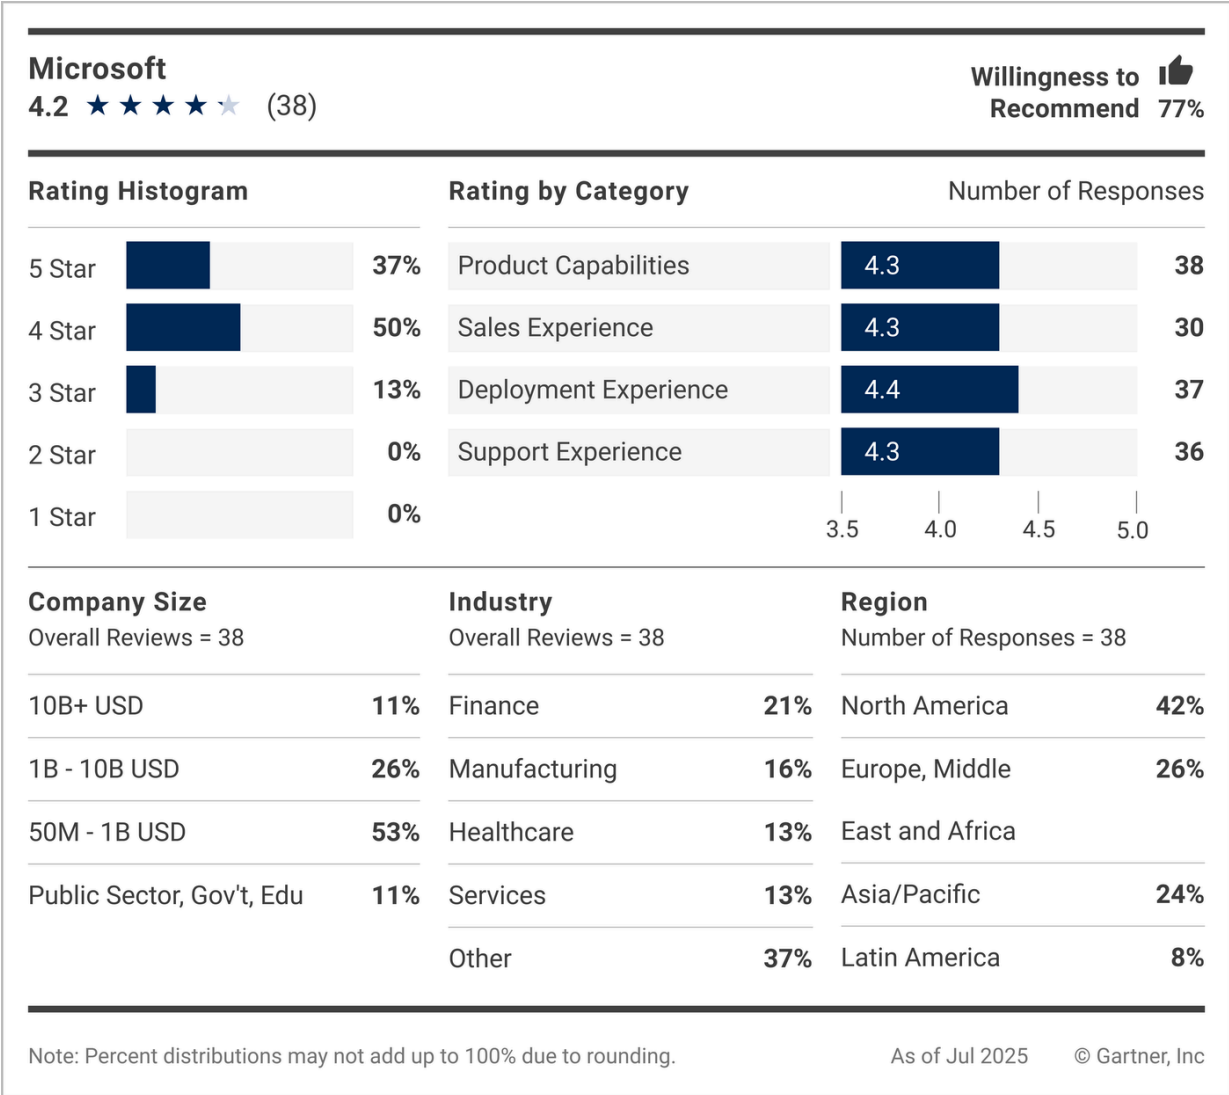 Microsoft
4.2 ★ ★ ★ ★ ★ (38)
Willingness to
Recommend 77%
Rating Histogram
5 Star 37%
4 Star 50%
3 Star 13%
2 Star 0%
1 Star 0%
Rating by Category Number of Responses
Product Capabilities 4.3 38
Sales Experience 4.3 30
Deployment Experience 4.4 37
Support Experience 4.3 36
3.5 4.0 4.5 5.0
Company Size
Overall Reviews = 38
10B+ USD 11%
1B - 10B USD 26%
50M - 1B USD 53%
Public Sector, Gov't, Edu 11%
Industry
Overall Reviews = 38
Finance 21%
Manufacturing 16%
Healthcare 13%
Services 13%
Other 37%
Region
Number of Responses = 38
North America 42%
Europe, Middle 26%
East and Africa
Asia/Pacific 24%
Latin America 8%
Note: Percent distributions may not add up to 100% due to rounding. As of Jul 2025 © Gartner, Inc